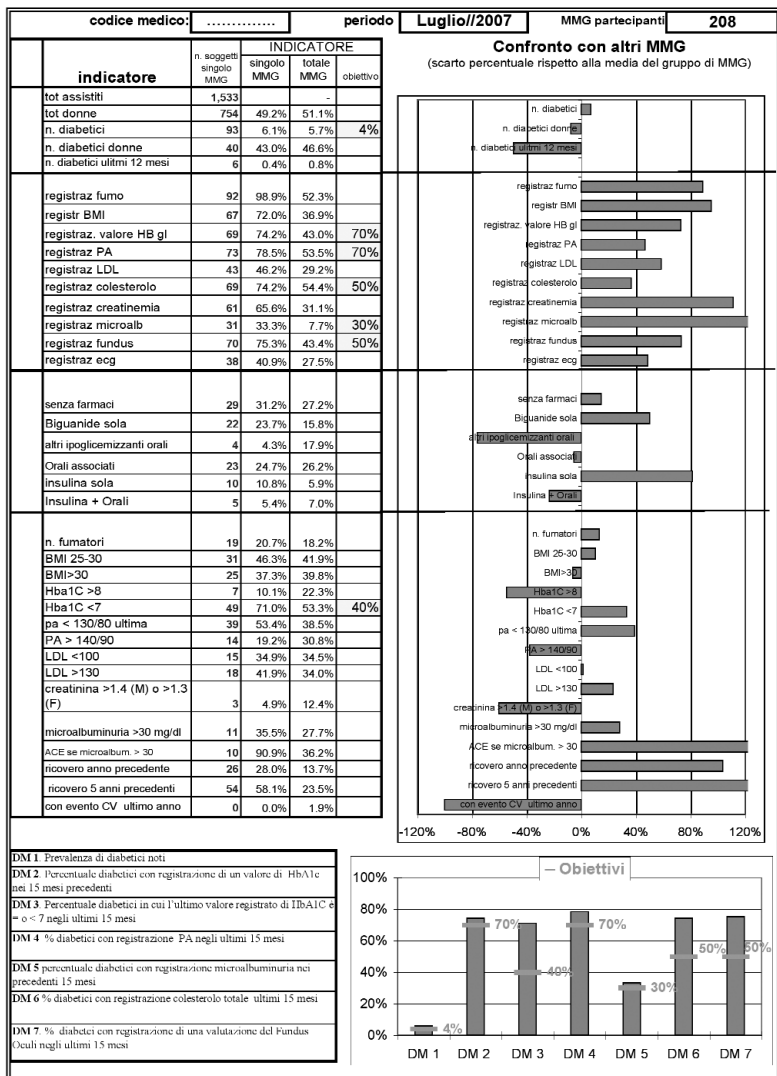 codice medico: ............. periodo Luglio//2007 MMG partecipanti 208
indicatore n. soggetti singolo MMG INDICATORE singolo MMG totale MMG obiettivo
tot assistiti 1,533 -
tot donne 754 49.2% 51.1%
n. diabetici 93 6.1% 5.7% 4%
n. diabetici donne 40 43.0% 46.6%
n. diabetici ulitmi 12 mesi 6 0.4% 0.8%
registraz fumo 92 98.9% 52.3%
registr BMI 67 72.0% 36.9%
registraz. valore HB gl 69 74.2% 43.0% 70%
registraz PA 73 78.5% 53.5% 70%
registraz LDL 43 46.2% 29.2%
registraz colesterolo 69 74.2% 54.4% 50%
registraz creatinemia 61 65.6% 31.1%
registraz microalb 31 33.3% 7.7% 30%
registraz fundus 70 75.3% 43.4% 50%
registraz ecg 38 40.9% 27.5%
senza farmaci 29 31.2% 27.2%
Biguanide sola 22 23.7% 15.8%
altri ipoglicemizzanti orali 4 4.3% 17.9%
Orali associati 23 24.7% 26.2%
insulina sola 10 10.8% 5.9%
Insulina + Orali 5 5.4% 7.0%
n. fumatori 19 20.7% 18.2%
BMI 25-30 31 46.3% 41.9%
BMI>30 25 37.3% 39.8%
Hba1C >8 7 10.1% 22.3%
Hba1C <7 49 71.0% 53.3% 40%
pa < 130/80 ultima 39 53.4% 38.5%
PA > 140/90 14 19.2% 30.8%
LDL <100 15 34.9% 34.5%
LDL >130 18 41.9% 34.0%
creatinina >1.4 (M) o >1.3
(F) 3 4.9% 12.4%
microalbuminuria >30 mg/dl 11 35.5% 27.7%
ACE se microalbum. > 30 10 90.9% 36.2%
ricovero anno precedente 26 28.0% 13.7%
ricovero 5 anni precedenti 54 58.1% 23.5%
con evento CV ultimo anno 0 0.0% 1.9%
Confronto con altri MMG
(scarto percentuale rispetto alla media del gruppo di MMG)
n. diabetici
n. diabetici donne
n. diabetici ulitmi 12 mesi
registraz fumo
registr BMI
registraz. valore HB gl
registraz PA
registraz LDL
registraz colesterolo
registraz creatinemia
registraz microalb
registraz fundus
registraz ecg
senza farmaci
Biguanide sola
altri ipoglicemizzanti orali
Orali associati
insulina sola
Insulina + Orali
n. fumatori
BMI 25-30
BMI>30
Hba1C >8
Hba1C <7
pa < 130/80 ultima
PA > 140/90
LDL <100
LDL >130
creatinina >1.4 (M) o >1.3 (F)
microalbuminuria >30 mg/dl
ACE se microalbum. > 30
ricovero anno precedente
ricovero 5 anni precedenti
con evento CV ultimo anno
-120% -80% -40% 0% 40% 80% 120%
DM 1. Prevalenza di diabetici noti
DM 2. Percentuale diabetici con registrazione di un valore di HbA1c
nei 15 mesi precedenti
DM 3. Percentuale diabetici in cui l'ultimo valore registrato di HbA1C è
= o < 7 negli ultimi 15 mesi
DM 4 % diabetici con registrazione PA negli ultimi 15 mesi
DM 5 percentuale diabetici con registrazione microalbuminuria nei
precedenti 15 mesi
DM 6 % diabetici con registrazione colesterolo totale ultimi 15 mesi
DM 7. % diabetci con registrazione di una valutazione del Fundus
Oculi negli ultimi 15 mesi
Obiettivi
100%
80%
60%
40%
20%
0%
4% 70% 40% 70% 30% 50% 50%
DM 1 DM 2 DM 3 DM 4 DM 5 DM 6 DM 7